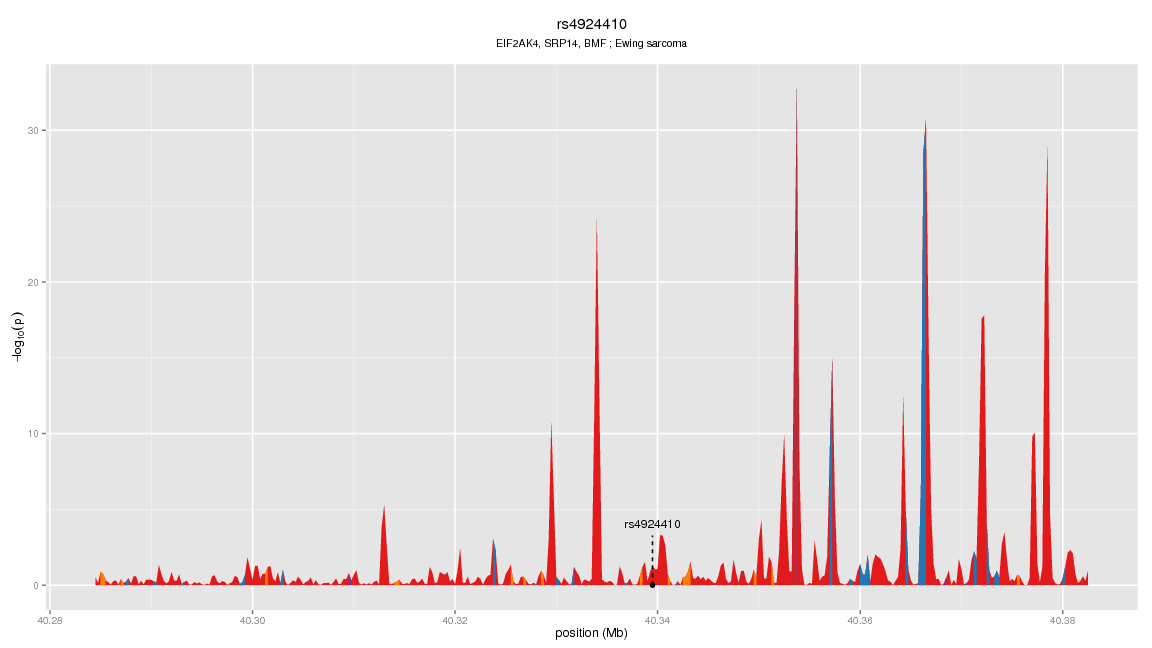 rs4924410
EIF2AK4, SRP14, BMF ; Ewing sarcoma
30
20
10
0
−log₁₀(p)
rs4924410
40.28 40.30 40.32 40.34 40.36 40.38
position (Mb)